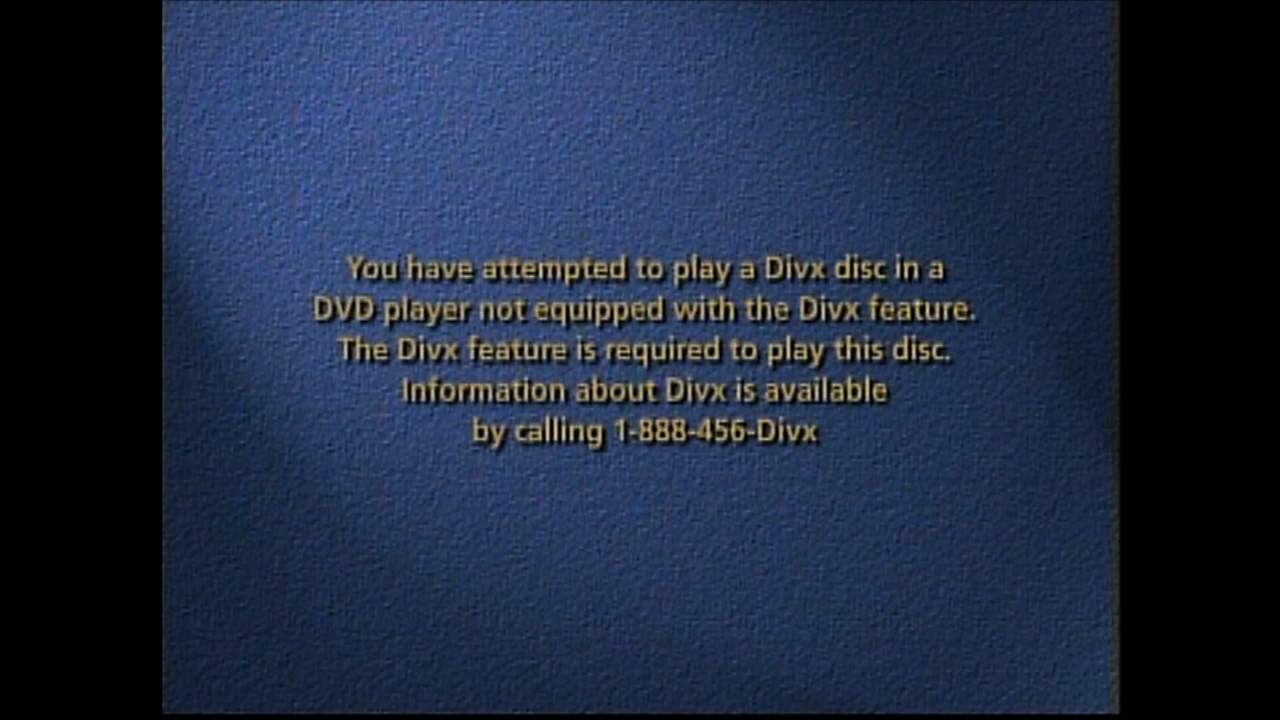 You have attempted to play a Divx disc in a
DVD player not equipped with the Divx feature.
The Divx feature is required to play this disc.
Information about Divx is available
by calling 1-888-456-Divx